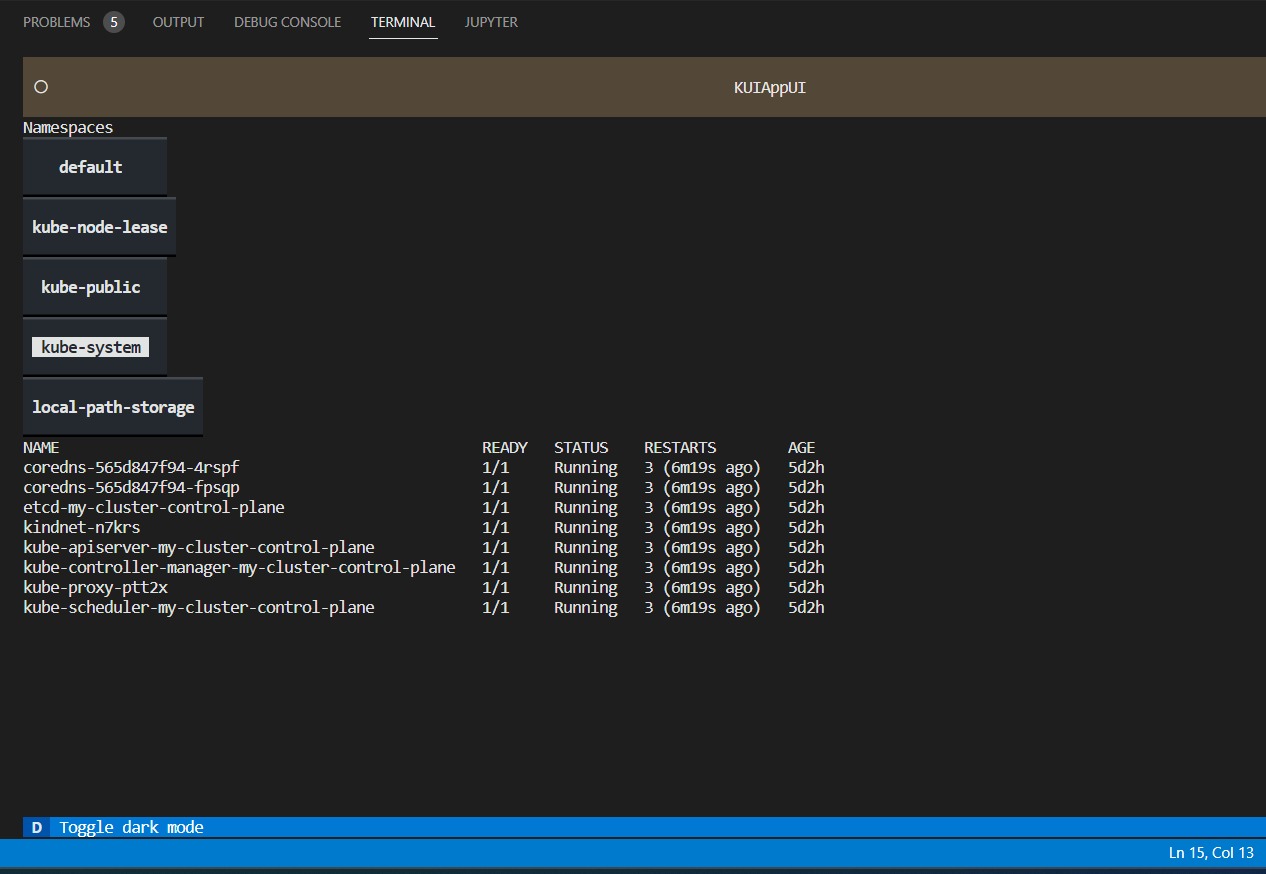 PROBLEMS 5 OUTPUT DEBUG CONSOLE TERMINAL JUPYTER
KUIAppUI
Namespaces
default
kube-node-lease
kube-public
kube-system
local-path-storage
NAME READY STATUS RESTARTS AGE
coredns-565d847f94-4rspf 1/1 Running 3 (6m19s ago) 5d2h
coredns-565d847f94-fpsqp 1/1 Running 3 (6m19s ago) 5d2h
etcd-my-cluster-control-plane 1/1 Running 3 (6m19s ago) 5d2h
kindnet-n7krs 1/1 Running 3 (6m19s ago) 5d2h
kube-apiserver-my-cluster-control-plane 1/1 Running 3 (6m19s ago) 5d2h
kube-controller-manager-my-cluster-control-plane 1/1 Running 3 (6m19s ago) 5d2h
kube-proxy-ptt2x 1/1 Running 3 (6m19s ago) 5d2h
kube-scheduler-my-cluster-control-plane 1/1 Running 3 (6m19s ago) 5d2h
D Toggle dark mode
Ln 15, Col 13